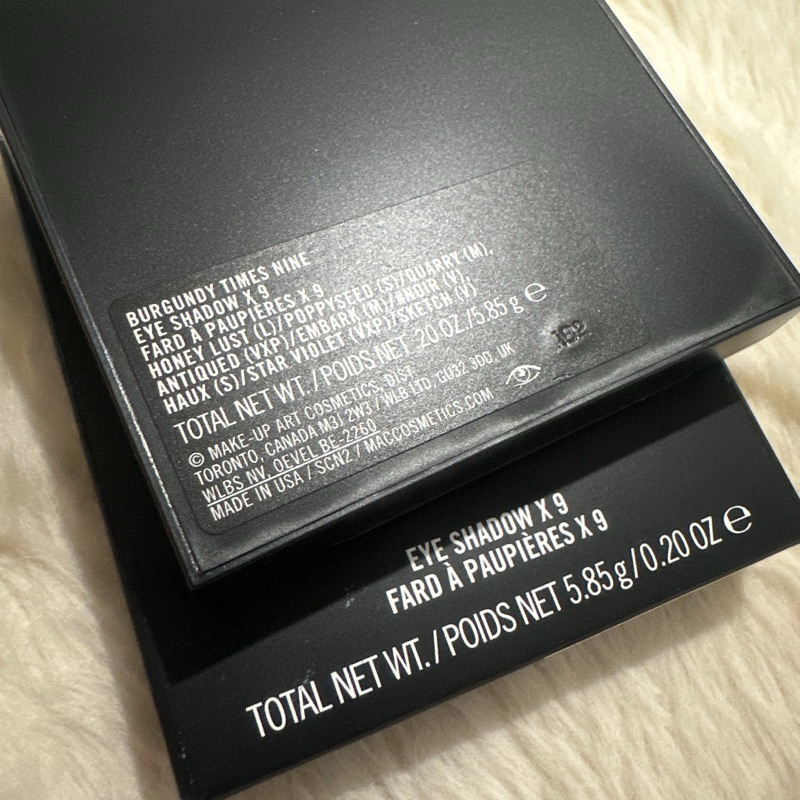 BURGUNDY TIMES NINE
EYE SHADOW X 9
FARD À PAUPIÈRES X 9
HONEY LUST (L)/POPPYSEED (S)/QUARRY (M),
ANTIQUED (VXP)/EMBARK (M)/NOIR (V),
HAUX (S)/STAR VIOLET (VXP)/SKETCH (V)
TOTAL NET WT./POIDS NET .20 OZ./5.85 g ℮
© MAKE-UP ART COSMETICS, DIST.
TORONTO, CANADA M3J 2W3 / WLB LTD. GU32 3DD, UK
WLBS NV. OEVEL BE-2260
MADE IN USA / SCN2 / MACCOSMETICS.COM
EYE SHADOW X 9
FARD À PAUPIÈRES X 9
TOTAL NET WT./POIDS NET 5.85 g/0.20 OZ ℮